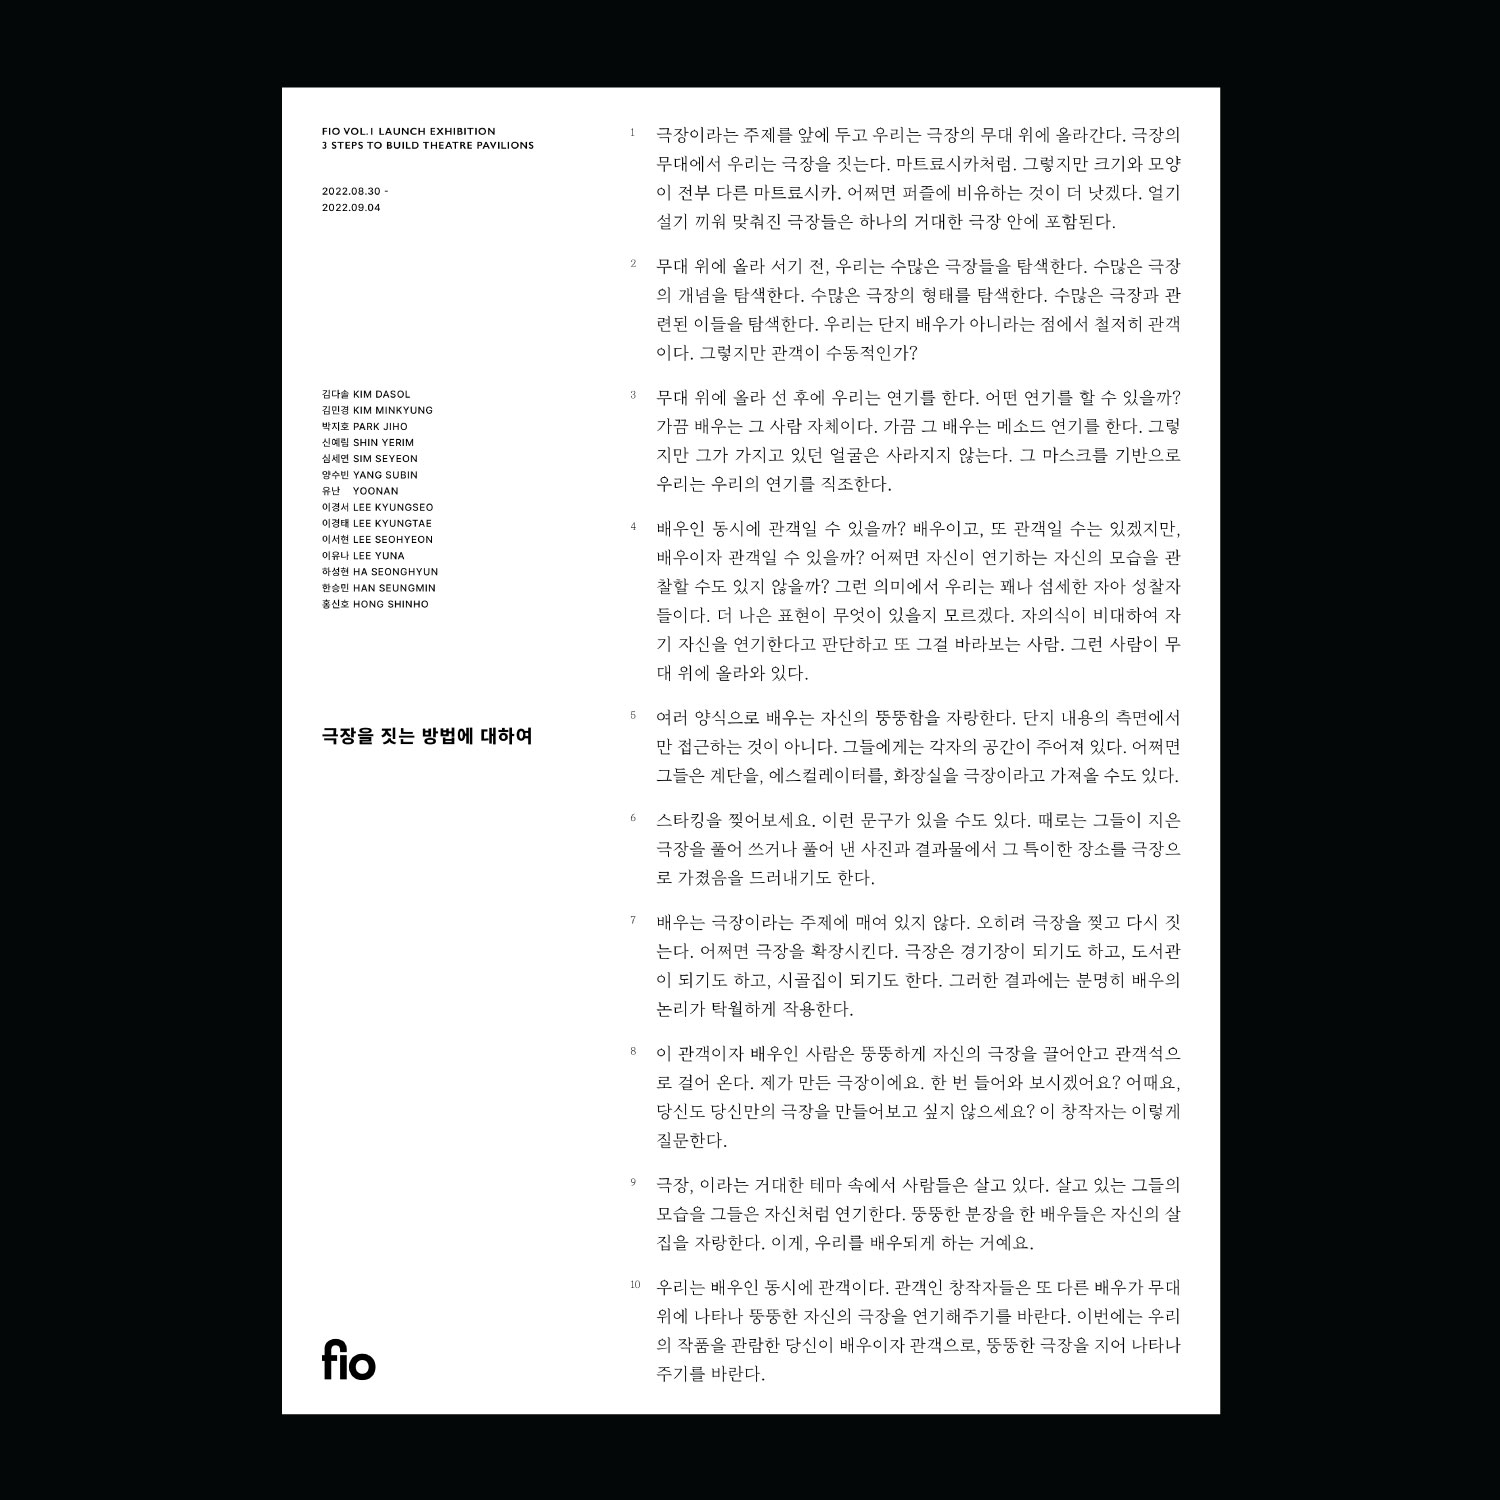 FIO VOL.1 LAUNCH EXHIBITION
3 STEPS TO BUILD THEATRE PAVILIONS
2022.08.30 -
2022.09.04
김다솔 KIM DASOL
김민경 KIM MINKYUNG
박지호 PARK JIHO
신예림 SHIN YERIM
심세연 SIM SEYEON
양수빈 YANG SUBIN
유난 YOONAN
이경서 LEE KYUNGSEO
이경태 LEE KYUNGTAE
이서현 LEE SEOHYEON
이유나 LEE YUNA
하성현 HA SEONGHYUN
한승민 HAN SEUNGMIN
홍신호 HONG SHINHO
극장을 짓는 방법에 대하여
fio
1 극장이라는 주제를 앞에 두고 우리는 극장의 무대 위에 올라간다. 극장의
무대에서 우리는 극장을 짓는다. 마트료시카처럼. 그렇지만 크기와 모양
이 전부 다른 마트료시카. 어쩌면 퍼즐에 비유하는 것이 더 낫겠다. 얼기
설기 끼워 맞춰진 극장들은 하나의 거대한 극장 안에 포함된다.
2 무대 위에 올라 서기 전, 우리는 수많은 극장들을 탐색한다. 수많은 극장
의 개념을 탐색한다. 수많은 극장의 형태를 탐색한다. 수많은 극장과 관
련된 이들을 탐색한다. 우리는 단지 배우가 아니라는 점에서 철저히 관객
이다. 그렇지만 관객이 수동적인가?
3 무대 위에 올라 선 후에 우리는 연기를 한다. 어떤 연기를 할 수 있을까?
가끔 배우는 그 사람 자체이다. 가끔 그 배우는 메소드 연기를 한다. 그렇
지만 그가 가지고 있던 얼굴은 사라지지 않는다. 그 마스크를 기반으로
우리는 우리의 연기를 직조한다.
4 배우인 동시에 관객일 수 있을까? 배우이고, 또 관객일 수는 있겠지만,
배우이자 관객일 수 있을까? 어쩌면 자신이 연기하는 자신의 모습을 관
찰할 수도 있지 않을까? 그런 의미에서 우리는 꽤나 섬세한 자아 성찰자
들이다. 더 나은 표현이 무엇이 있을지 모르겠다. 자의식이 비대하여 자
기 자신을 연기한다고 판단하고 또 그걸 바라보는 사람. 그런 사람이 무
대 위에 올라와 있다.
5 여러 양식으로 배우는 자신의 뚱뚱함을 자랑한다. 단지 내용의 측면에서
만 접근하는 것이 아니다. 그들에게는 각자의 공간이 주어져 있다. 어쩌면
그들은 계단을, 에스컬레이터를, 화장실을 극장이라고 가져올 수도 있다.
6 스타킹을 찢어보세요. 이런 문구가 있을 수도 있다. 때로는 그들이 지은
극장을 풀어 쓰거나 풀어 낸 사진과 결과물에서 그 특이한 장소를 극장으
로 가졌음을 드러내기도 한다.
7 배우는 극장이라는 주제에 매여 있지 않다. 오히려 극장을 찢고 다시 짓
는다. 어쩌면 극장을 확장시킨다. 극장은 경기장이 되기도 하고, 도서관
이 되기도 하고, 시골집이 되기도 한다. 그러한 결과에는 분명히 배우의
논리가 탁월하게 작용한다.
8 이 관객이자 배우인 사람은 뚱뚱하게 자신의 극장을 끌어안고 관객석으
로 걸어 온다. 제가 만든 극장이에요. 한 번 들어와 보시겠어요? 어때요,
당신도 당신만의 극장을 만들어보고 싶지 않으세요? 이 창작자는 이렇게
질문한다.
9 극장, 이라는 거대한 테마 속에서 사람들은 살고 있다. 살고 있는 그들의
모습을 그들은 자신처럼 연기한다. 뚱뚱한 분장을 한 배우들은 자신의 살
집을 자랑한다. 이게, 우리를 배우되게 하는 거예요.
10 우리는 배우인 동시에 관객이다. 관객인 창작자들은 또 다른 배우가 무대
위에 나타나 뚱뚱한 자신의 극장을 연기해주기를 바란다. 이번에는 우리
의 작품을 관람한 당신이 배우이자 관객으로, 뚱뚱한 극장을 지어 나타나
주기를 바란다.